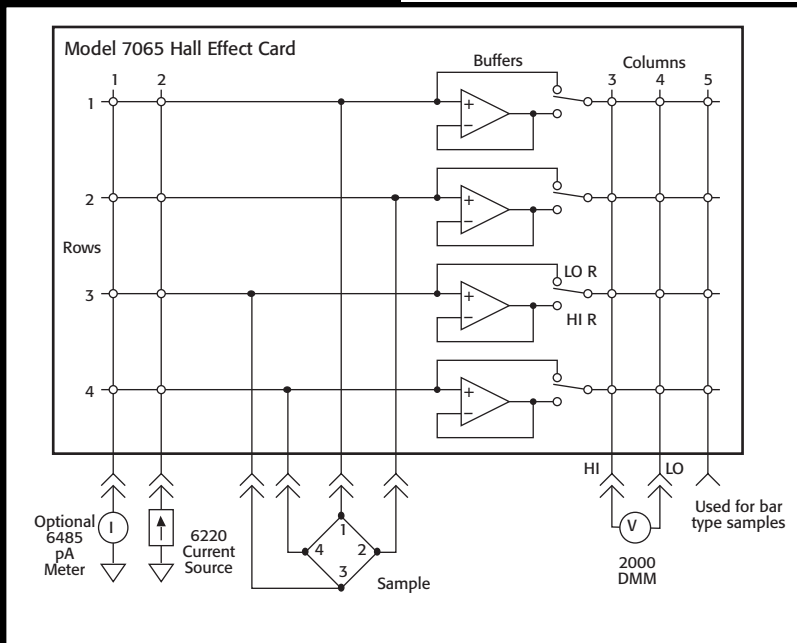 Model 7065 Hall Effect Card
Buffers
Columns
1 2
3 4 5
1
+
−
2
+
−
Rows
LO R
3
+
−
HI R
4
+
−
HI LO
Used for bar
type samples
Optional
6485
pA
Meter
I
6220
Current
Source
1
4 2
3
Sample
V
2000
DMM